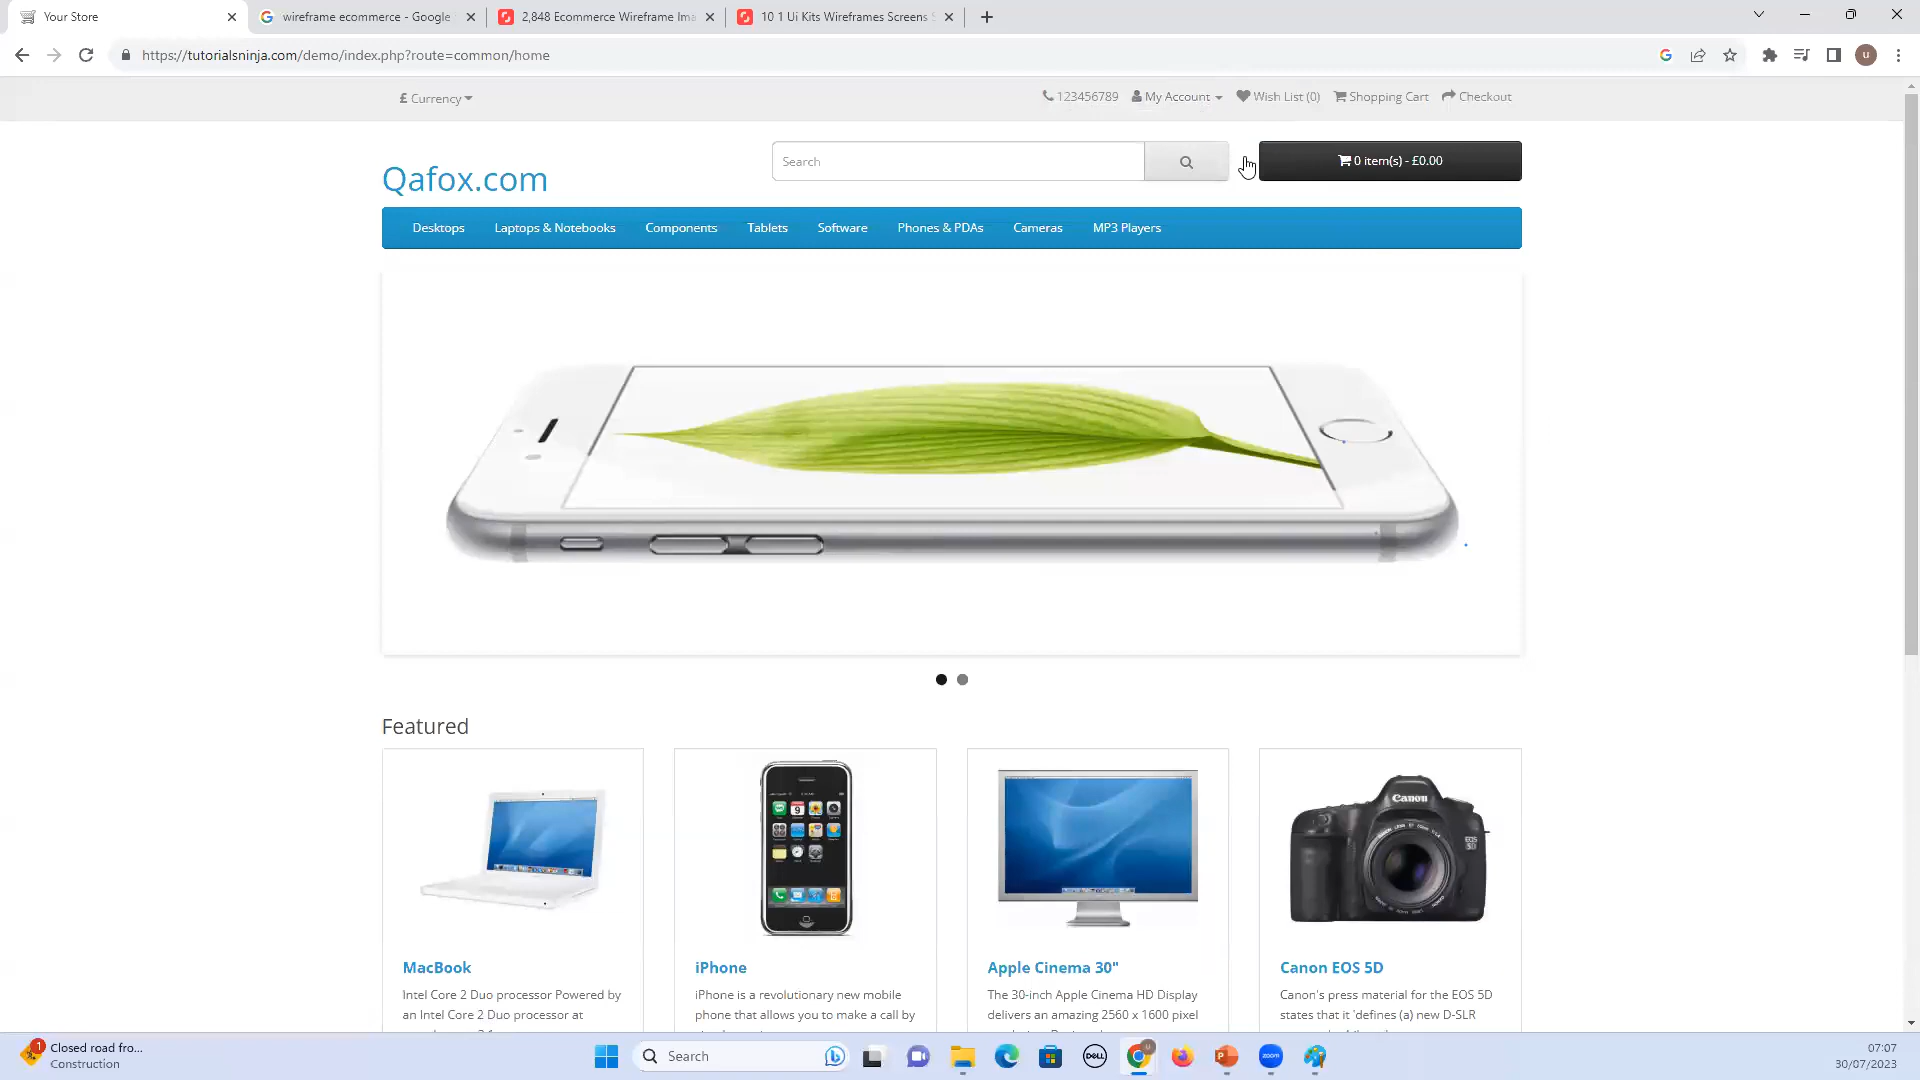 Your Store
wireframe ecommerce - Google
2,848 Ecommerce Wireframe Ima
10 1 Ui Kits Wireframes Screens S
https://tutorialsninja.com/demo/index.php?route=common/home
u
£ Currency
123456789 My Account Wish List (0) Shopping Cart Checkout
Qafox.com
Search
0 item(s) - £0.00
Desktops Laptops & Notebooks Components Tablets Software Phones & PDAs Cameras MP3 Players
Featured
Canon
MacBook
Intel Core 2 Duo processor Powered by
an Intel Core 2 Duo processor at
iPhone
iPhone is a revolutionary new mobile
phone that allows you to make a call by
Apple Cinema 30"
The 30-inch Apple Cinema HD Display
delivers an amazing 2560 x 1600 pixel
Canon EOS 5D
Canon's press material for the EOS 5D
states that it 'defines (a) new D-SLR
1
Closed road fro...
Construction
Search
DELL
zoom
07:07
30/07/2023